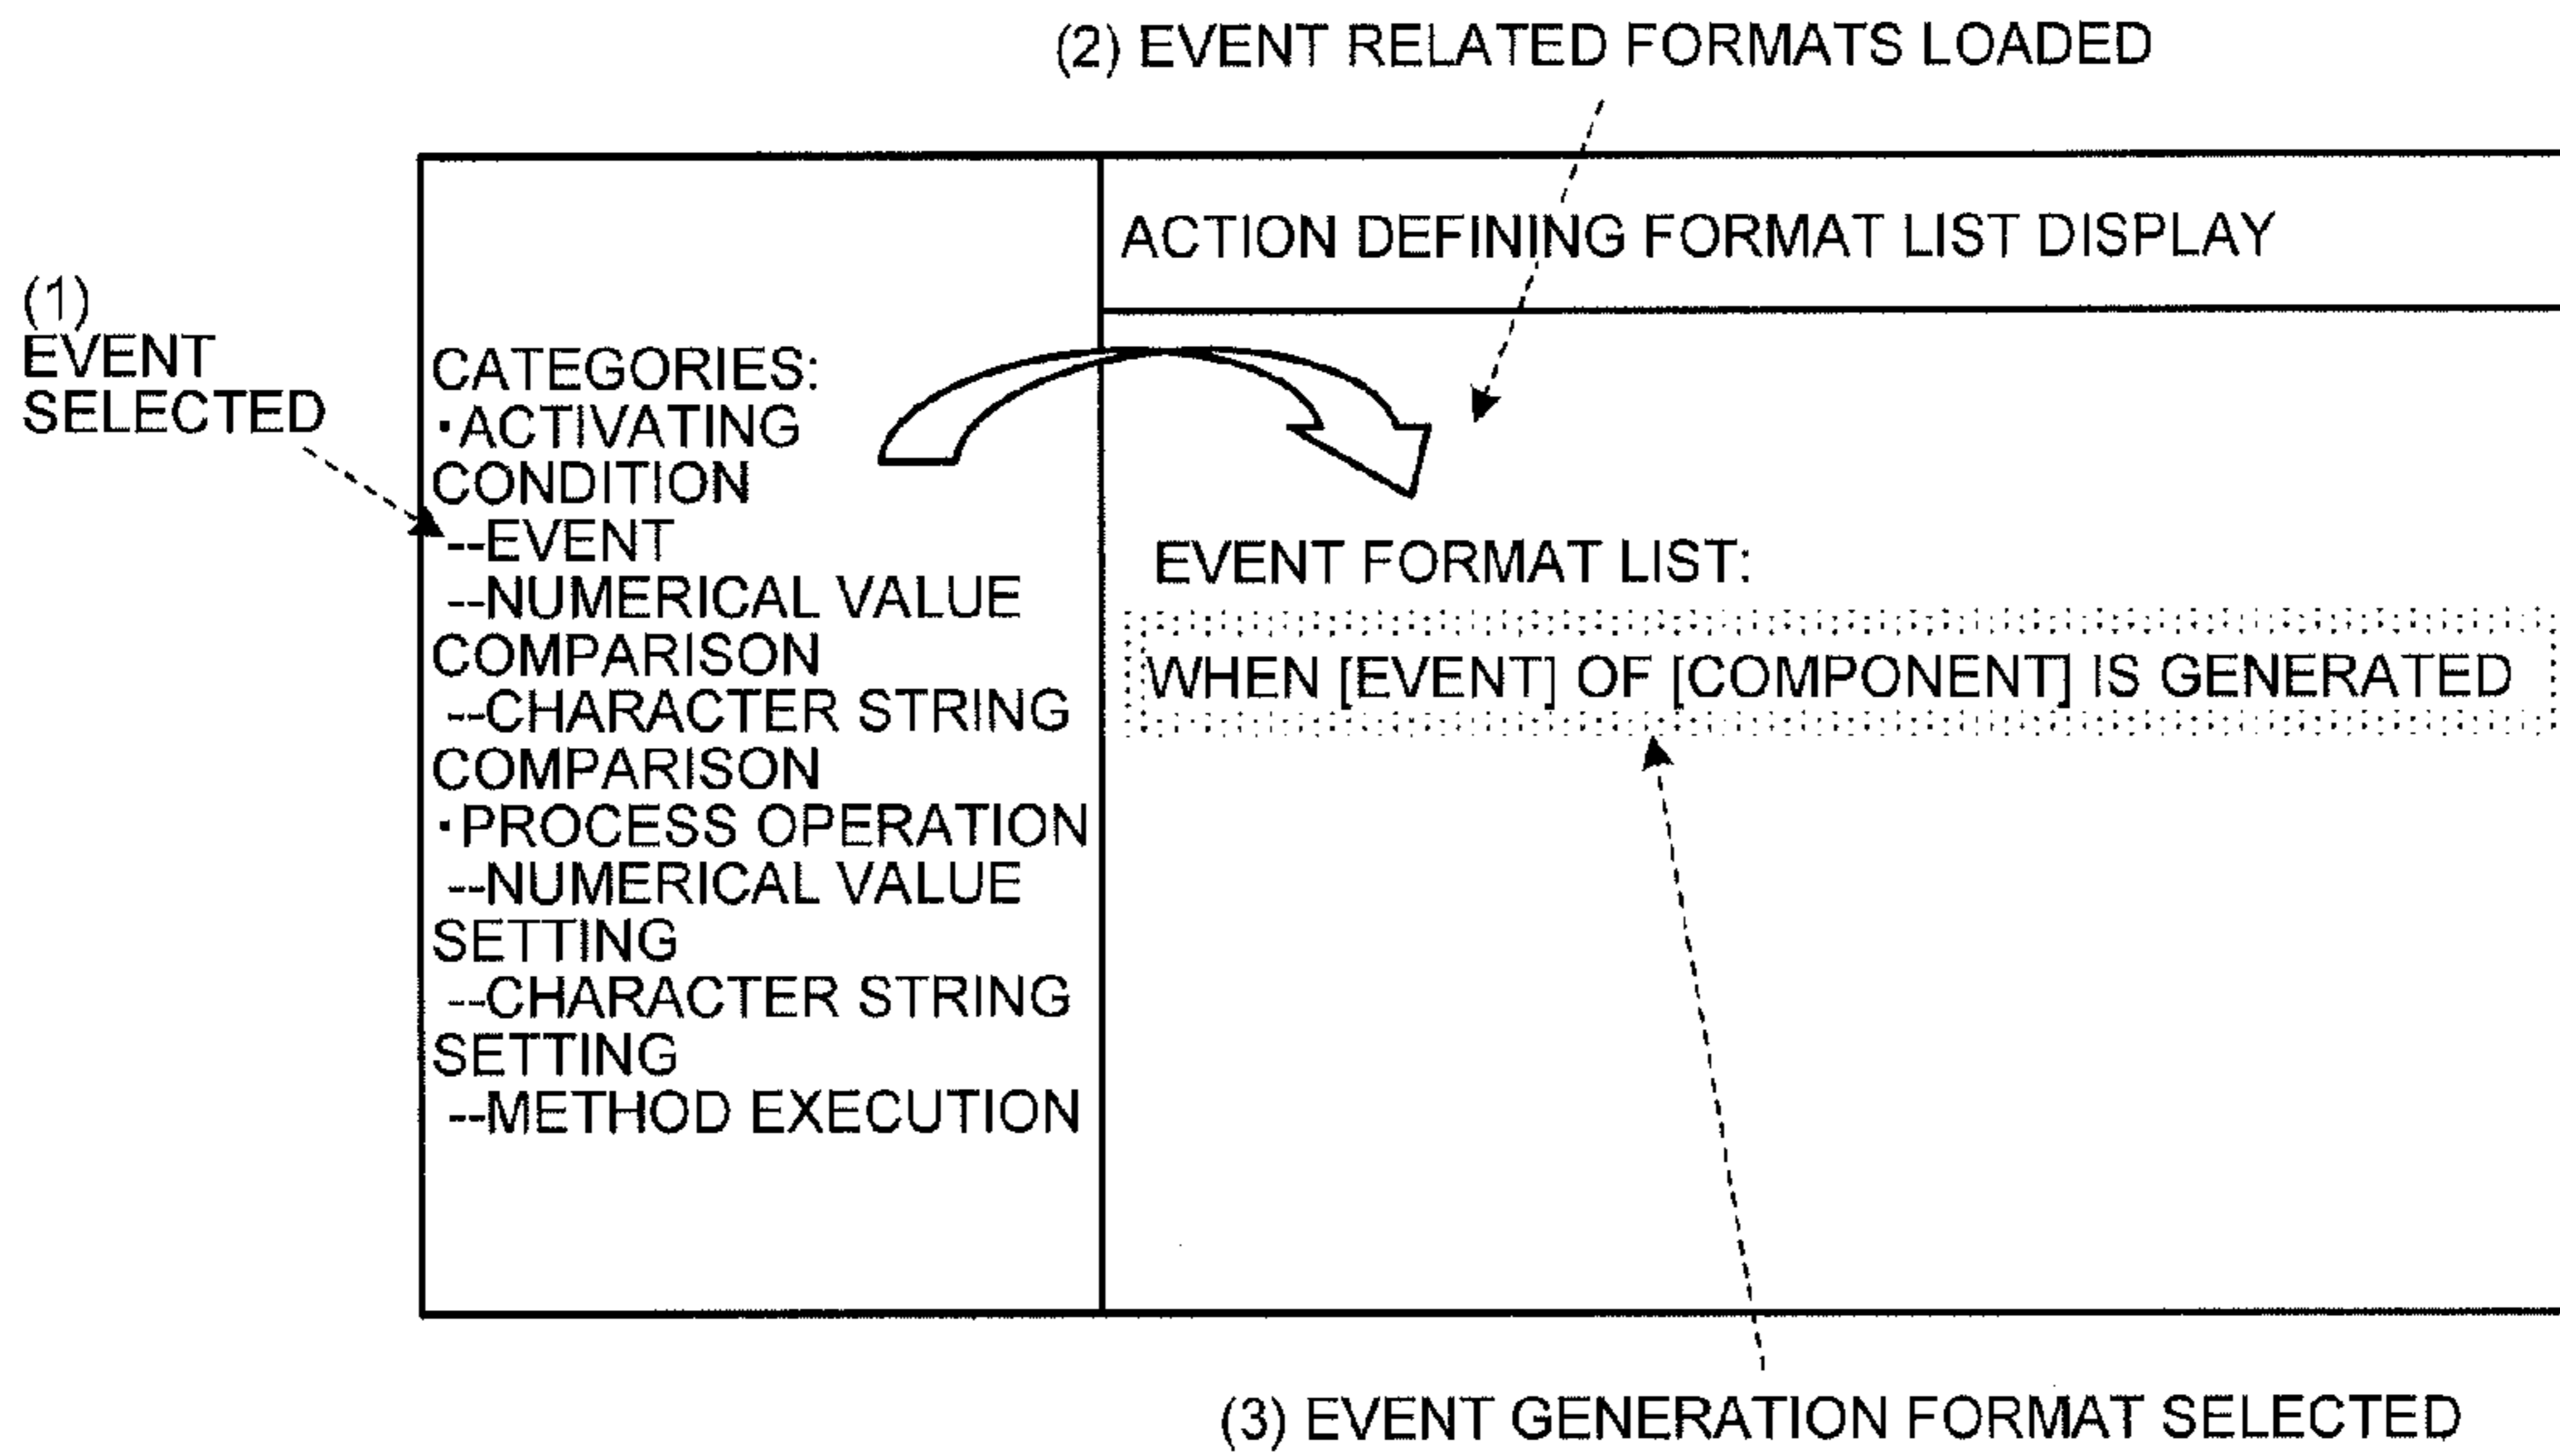 (2) EVENT RELATED FORMATS LOADED
ACTION DEFINING FORMAT LIST DISPLAY
(1)
EVENT
SELECTED
CATEGORIES:
·ACTIVATING
CONDITION
--EVENT
--NUMERICAL VALUE
COMPARISON
--CHARACTER STRING
COMPARISON
·PROCESS OPERATION
--NUMERICAL VALUE
SETTING
--CHARACTER STRING
SETTING
--METHOD EXECUTION
EVENT FORMAT LIST:
WHEN [EVENT] OF [COMPONENT] IS GENERATED
(3) EVENT GENERATION FORMAT SELECTED